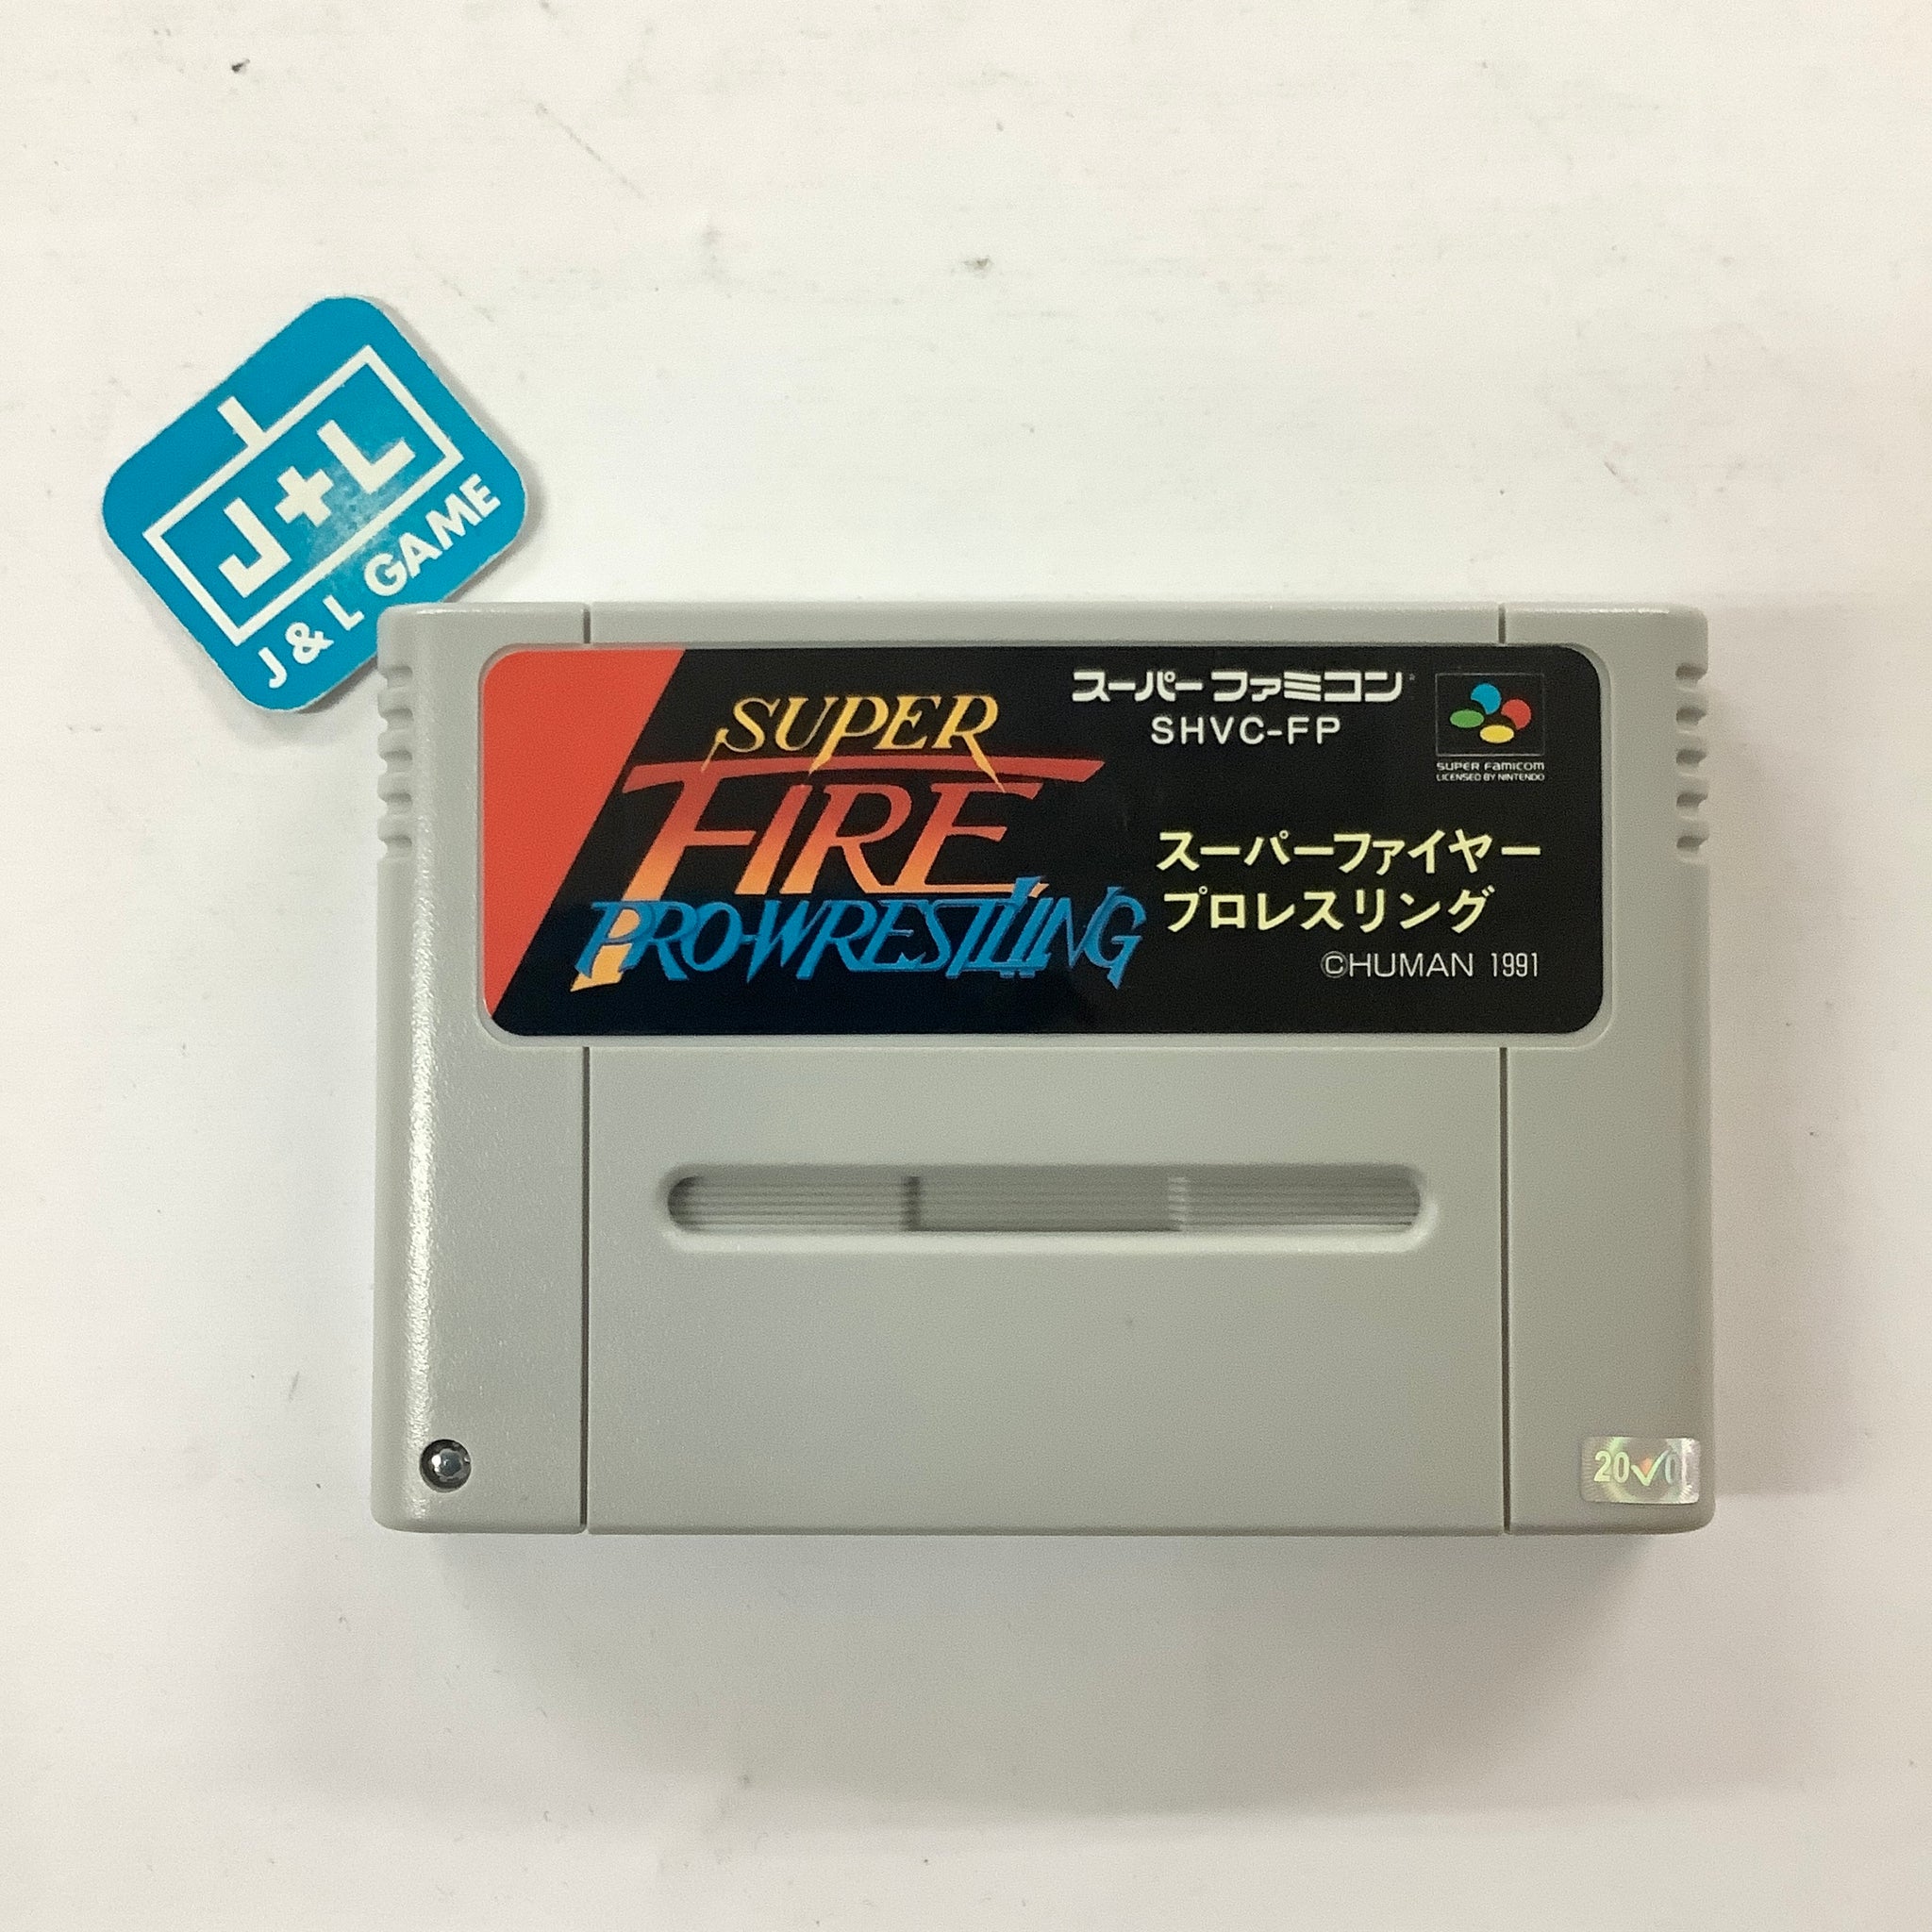 J+L
J & L GAME
SUPER
FIRE
PRO-WRESTLING
スーパーファミコン
SHVC-FP
SUPER FAMICOM
LICENSED BY NINTENDO
スーパーファイヤー
プロレスリング
©HUMAN 1991
20